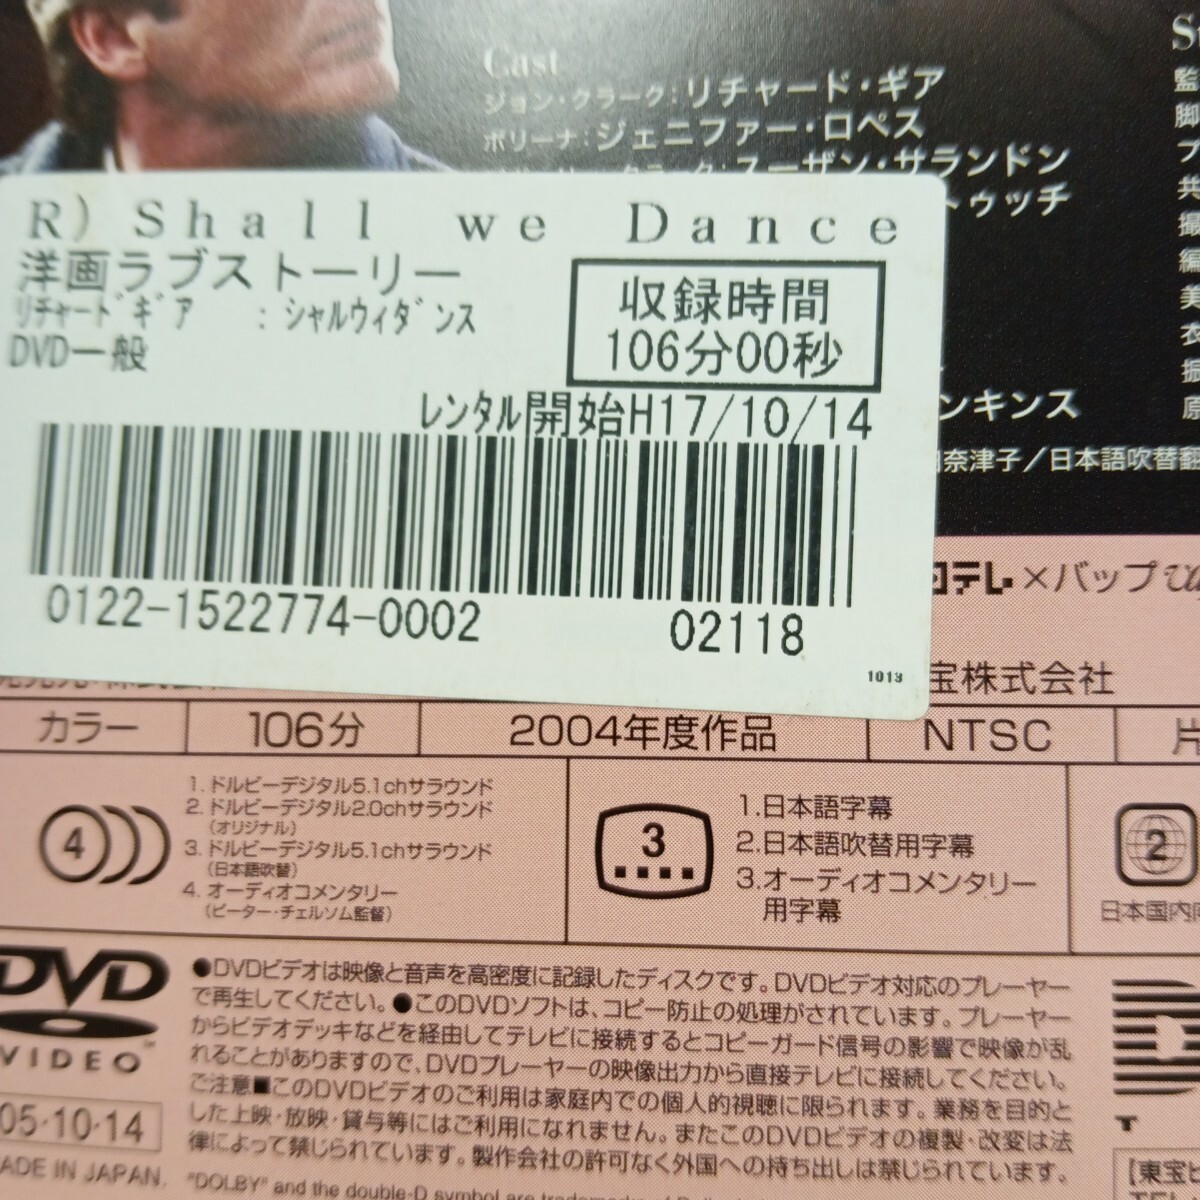 Cast
ジョン・クラーク：リチャード・ギア
ポリーナ：ジェニファー・ロペス
スーザン・サランドン
トゥッチ
監
脚
プ
共
撮
編
美
衣
振
原
R) Shall we Dance
洋画ラブストーリー
リチャードギア : シャルウィダンス
DVD一般
収録時間
106分00秒
レンタル開始H17/10/14
ンキンス
奈津子／日本語吹替翻
0122-1522774-0002 02118
1013
日テレ×バップ
宝株式会社
カラー 106分 2004年度作品 NTSC 片
4
1. ドルビーデジタル5.1chサラウンド
2. ドルビーデジタル2.0chサラウンド
(オリジナル)
3. ドルビーデジタル5.1chサラウンド
(日本語吹替)
4. オーディオコメンタリー
(ピーター・チェルソム監督)
3
1.日本語字幕
2.日本語吹替用字幕
3.オーディオコメンタリー
用字幕
2
日本国内向
DVD
VIDEO
●DVDビデオは映像と音声を高密度に記録したディスクです。DVDビデオ対応のプレーヤー
で再生してください。●このDVDソフトは、コピー防止の処理がされています。プレーヤー
からビデオデッキなどを経由してテレビに接続するとコピーガード信号の影響で映像が乱
れることがありますので、DVDプレーヤーの映像出力から直接テレビに接続してください。
ご注意■このDVDビデオのご利用は家庭内での個人的視聴に限られます。業務を目的と
した上映・放映・賃与等にはご利用になれません。またこのDVDビデオの複製・改変は法
律によって禁じられています。製作会社の許可なく外国への持ち出しは禁じられています。
05・10・14
MADE IN JAPAN.
"DOLBY" and the double-D symbol are trademarks of
T
【東宝ビ